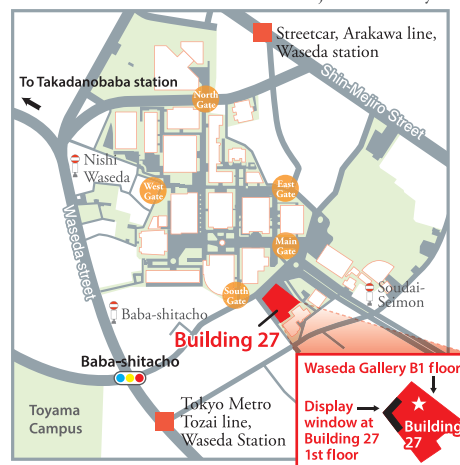 Streetcar, Arakawa line,
Waseda station
Shin-Mejiro Street
To Takadanobaba station
North
Gate
Nishi
Waseda
West
Gate
East
Gate
Waseda street
Main
Gate
South
Gate
Soudai-
Seimon
Baba-shitacho
Building 27
Baba-shitacho
Waseda Gallery B1 floor
Toyama
Campus
Tokyo Metro
Tozai line,
Waseda Station
Display
window at
Building 27
1st floor
Building
27